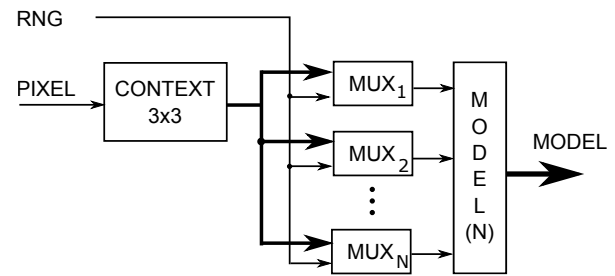 RNG
PIXEL
CONTEXT
3x3
MUX1
MUX2
MUXN
M
O
D
E
L
(N)
MODEL